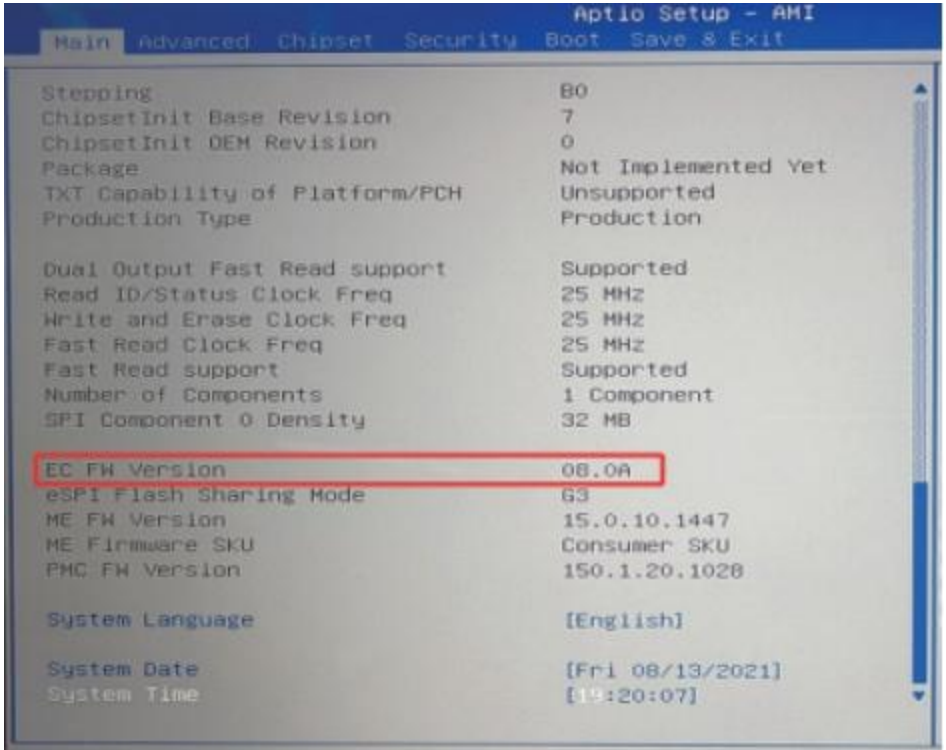 Aptio Setup - AMI
Main Advanced Chipset Security Boot Save & Exit
Stepping B0
ChipsetInit Base Revision 7
ChipsetInit OEM Revision 0
Package Not Implemented Yet
TXT Capability of Platform/PCH Unsupported
Production Type Production
Dual Output Fast Read support Supported
Read ID/Status Clock Freq 25 MHz
Write and Erase Clock Freq 25 MHz
Fast Read Clock Freq 25 MHz
Fast Read support Supported
Number of Components 1 Component
SPI Component 0 Density 32 MB
EC FW Version 08.0A
eSPI Flash Sharing Mode G3
ME FW Version 15.0.10.1447
ME Firmware SKU Consumer SKU
PMC FW Version 150.1.20.1028
System Language [English]
System Date [Fri 08/13/2021]
System Time [19:20:07]